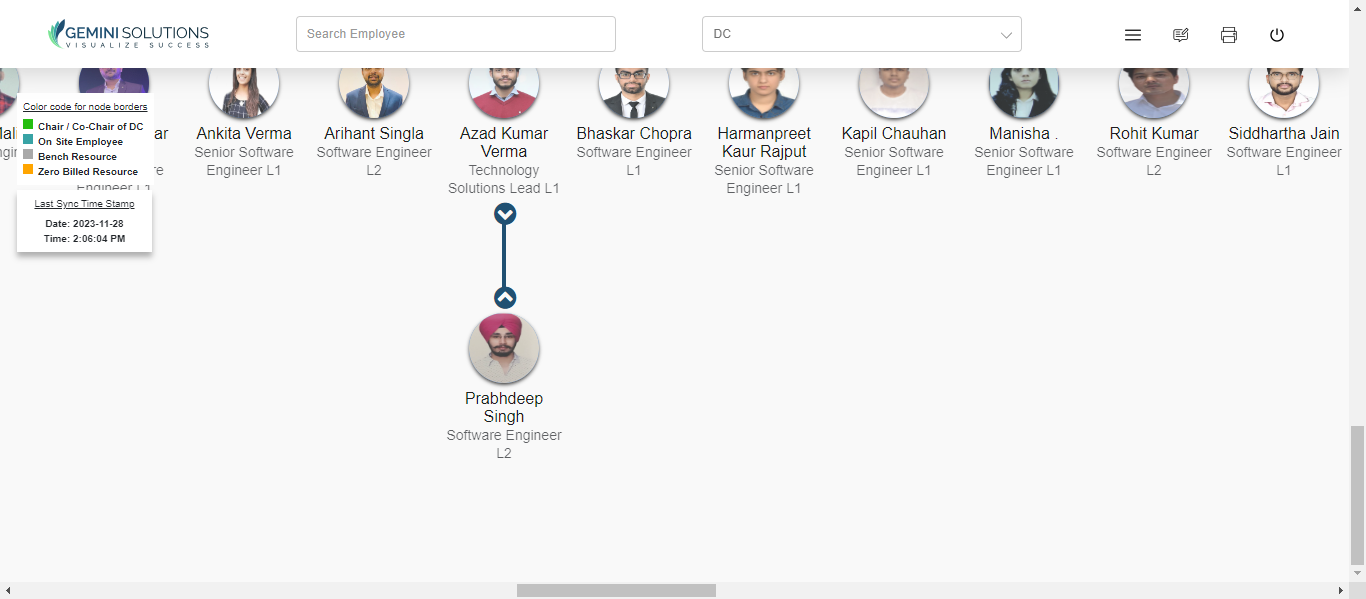 GEMINI SOLUTIONS
VISUALIZE SUCCESS
Search Employee
DC
Color code for node borders
Chair / Co-Chair of DC
On Site Employee
Bench Resource
Zero Billed Resource
Last Sync Time Stamp
Date: 2023-11-28
Time: 2:06:04 PM
ar
Engineer L1
Ankita Verma
Senior Software
Engineer L1
Arihant Singla
Software Engineer
L2
Azad Kumar
Verma
Technology
Solutions Lead L1
Bhaskar Chopra
Software Engineer
L1
Harmanpreet
Kaur Rajput
Senior Software
Engineer L1
Kapil Chauhan
Senior Software
Engineer L1
Manisha .
Senior Software
Engineer L1
Rohit Kumar
Software Engineer
L2
Siddhartha Jain
Software Engineer
L1
Prabhdeep
Singh
Software Engineer
L2